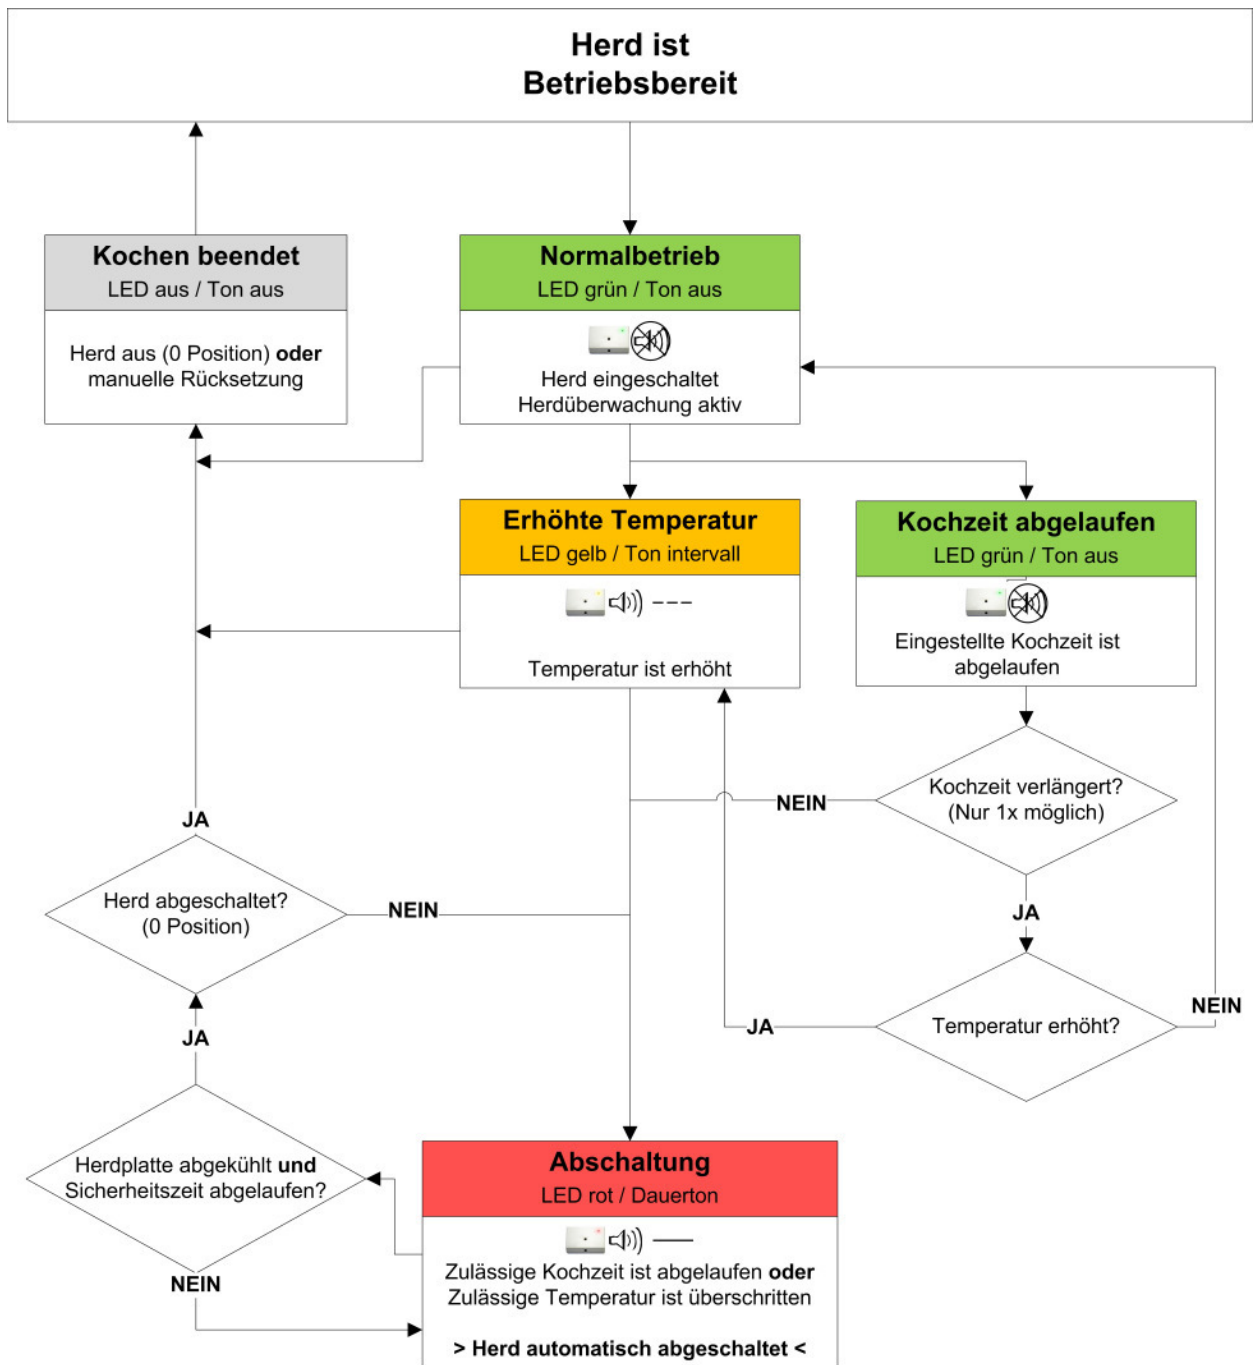 Herd ist
Betriebsbereit
Kochen beendet
LED aus / Ton aus
Herd aus (0 Position) oder
manuelle Rücksetzung
Normalbetrieb
LED grün / Ton aus
Herd eingeschaltet
Herdüberwachung aktiv
Erhöhte Temperatur
LED gelb / Ton intervall
Temperatur ist erhöht
Kochzeit abgelaufen
LED grün / Ton aus
Eingestellte Kochzeit ist
abgelaufen
Kochzeit verlängert?
(Nur 1x möglich)
NEIN
JA
Temperatur erhöht?
JA
NEIN
JA
Herd abgeschaltet?
(0 Position)
NEIN
JA
Herdplatte abgekühlt und
Sicherheitszeit abgelaufen?
NEIN
Abschaltung
LED rot / Dauerton
Zulässige Kochzeit ist abgelaufen oder
Zulässige Temperatur ist überschritten
> Herd automatisch abgeschaltet <